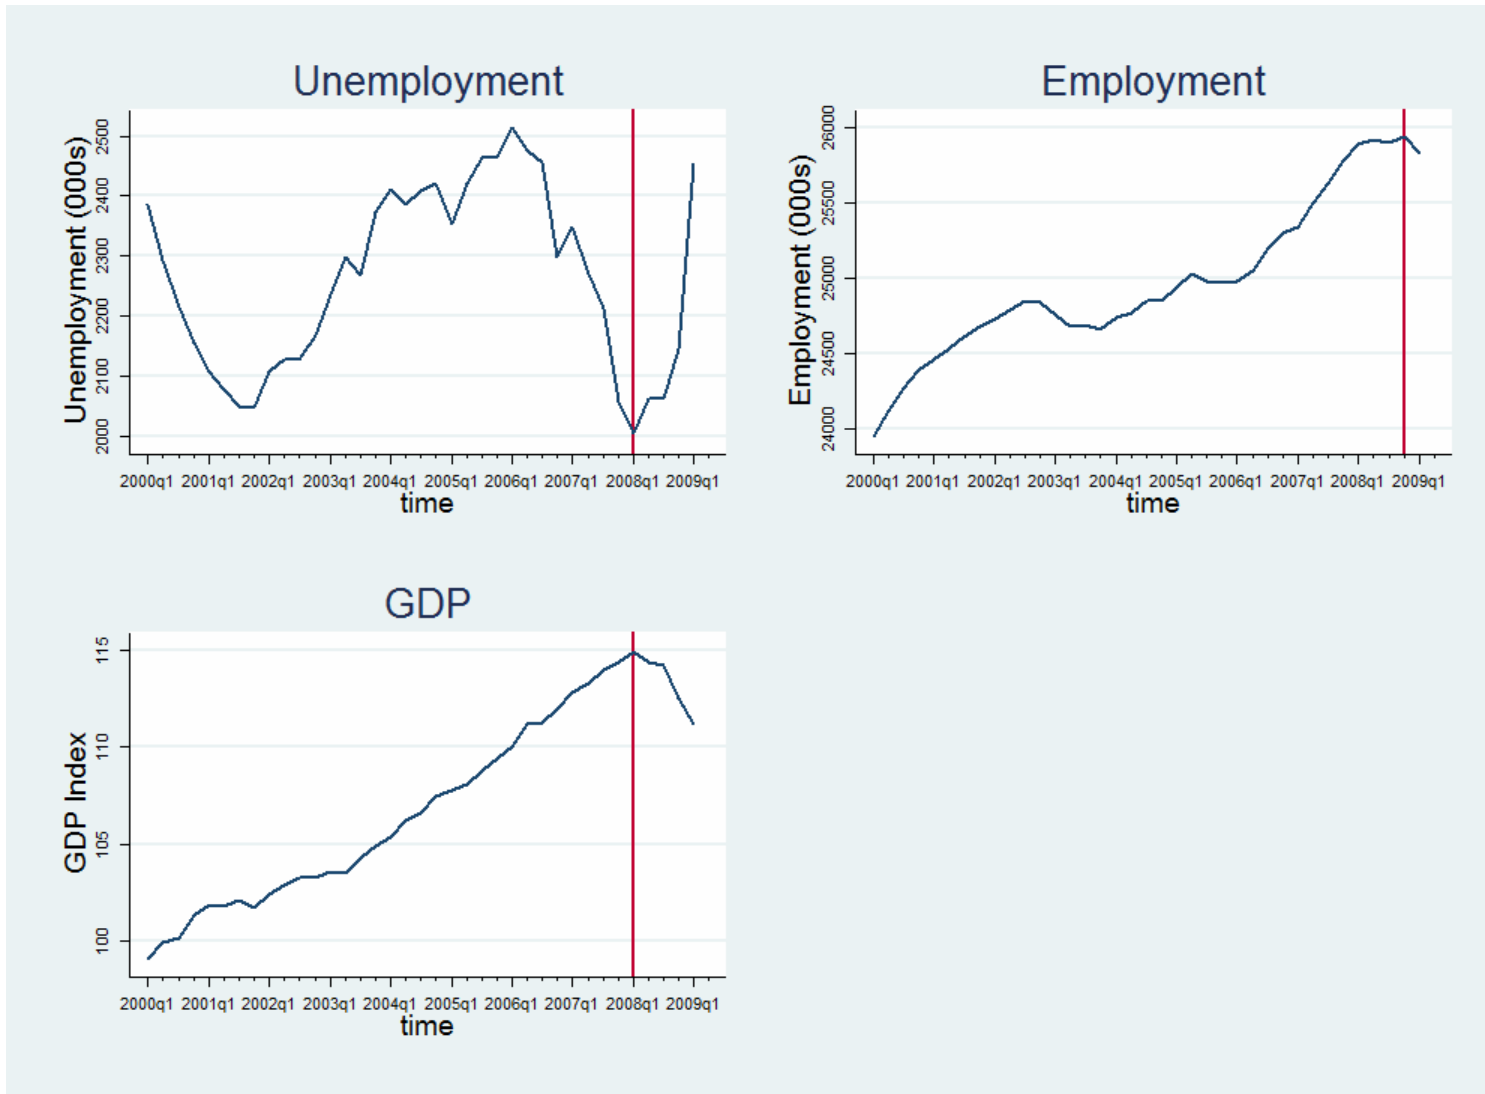 Unemployment
Unemployment (000s)
2500
2400
2300
2200
2100
2000
2000q1 2001q1 2002q1 2003q1 2004q1 2005q1 2006q1 2007q1 2008q1 2009q1
time
Employment
Employment (000s)
26000
25500
25000
24500
24000
2000q1 2001q1 2002q1 2003q1 2004q1 2005q1 2006q1 2007q1 2008q1 2009q1
time
GDP
GDP Index
115
110
105
100
2000q1 2001q1 2002q1 2003q1 2004q1 2005q1 2006q1 2007q1 2008q1 2009q1
time